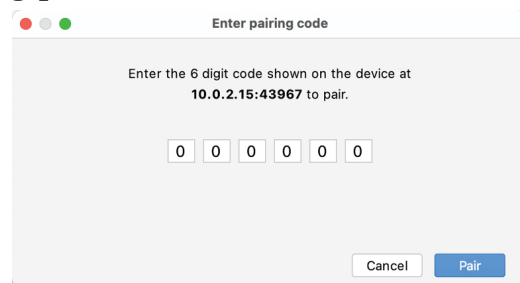 Enter pairing code
Enter the 6 digit code shown on the device at
10.0.2.15:43967 to pair.
0 0 0 0 0 0
Cancel Pair